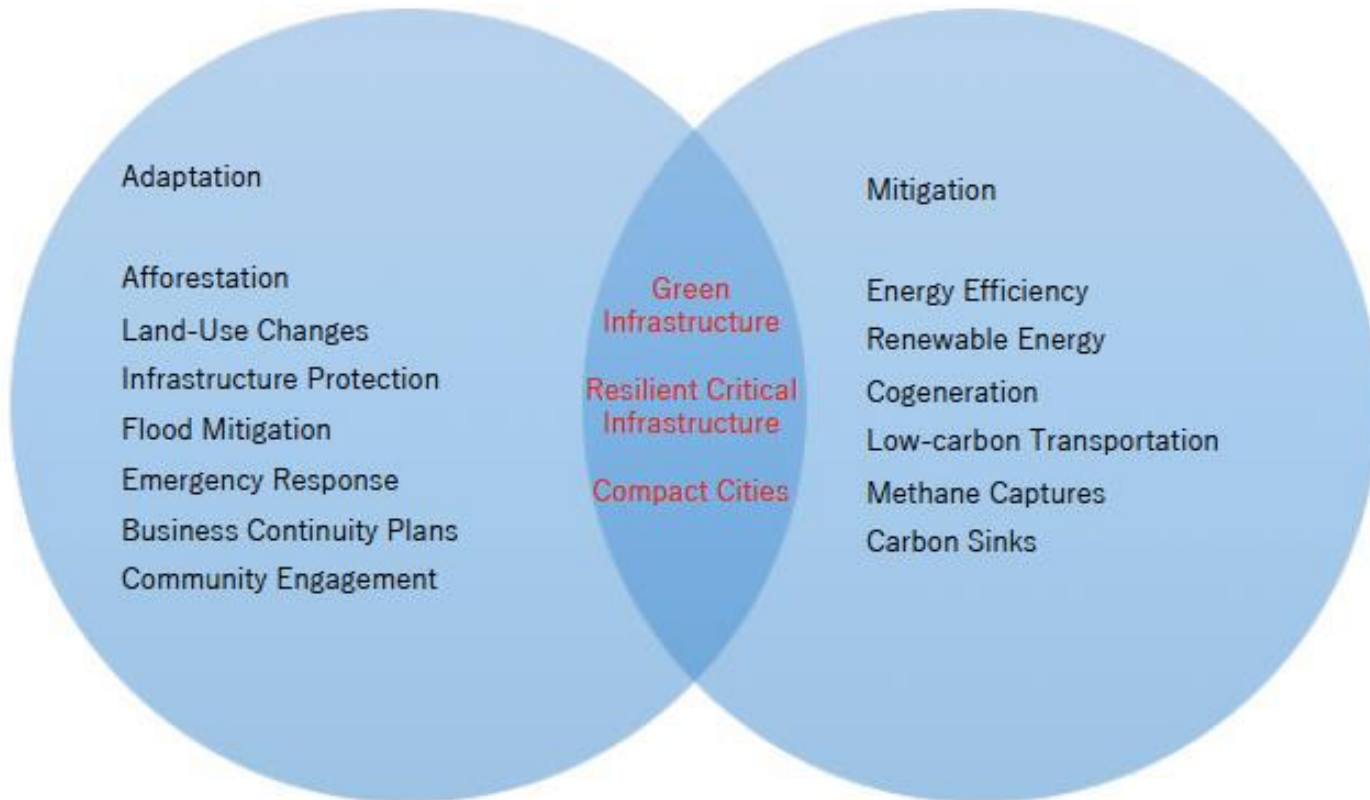 Adaptation
Afforestation
Land-Use Changes
Infrastructure Protection
Flood Mitigation
Emergency Response
Business Continuity Plans
Community Engagement
Green
Infrastructure
Resilient Critical
Infrastructure
Compact Cities
Mitigation
Energy Efficiency
Renewable Energy
Cogeneration
Low-carbon Transportation
Methane Captures
Carbon Sinks